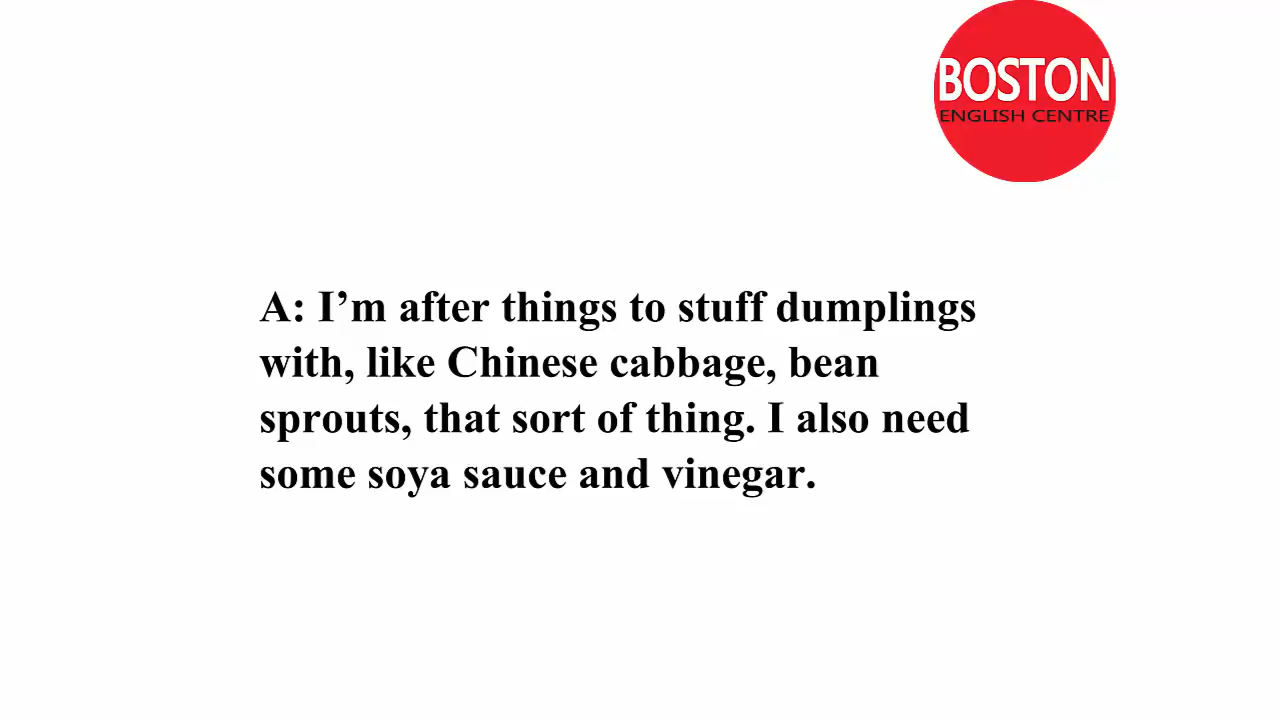 BOSTON
ENGLISH CENTRE
A: I’m after things to stuff dumplings
with, like Chinese cabbage, bean
sprouts, that sort of thing. I also need
some soya sauce and vinegar.